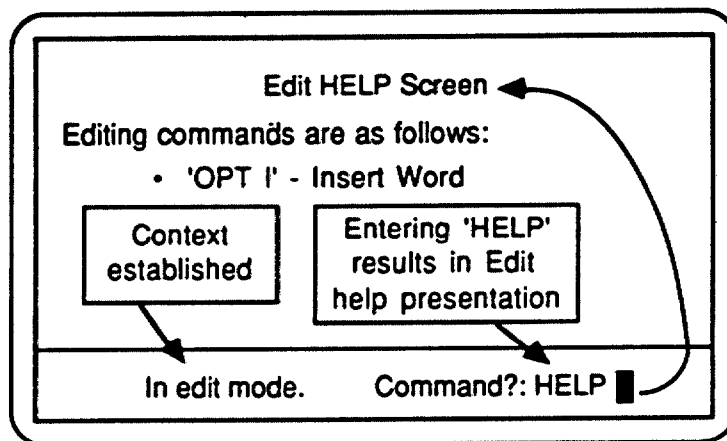 Edit HELP Screen
Editing commands are as follows:
• 'OPT I' - Insert Word
Context
established
Entering 'HELP'
results in Edit
help presentation
In edit mode.
Command?: HELP